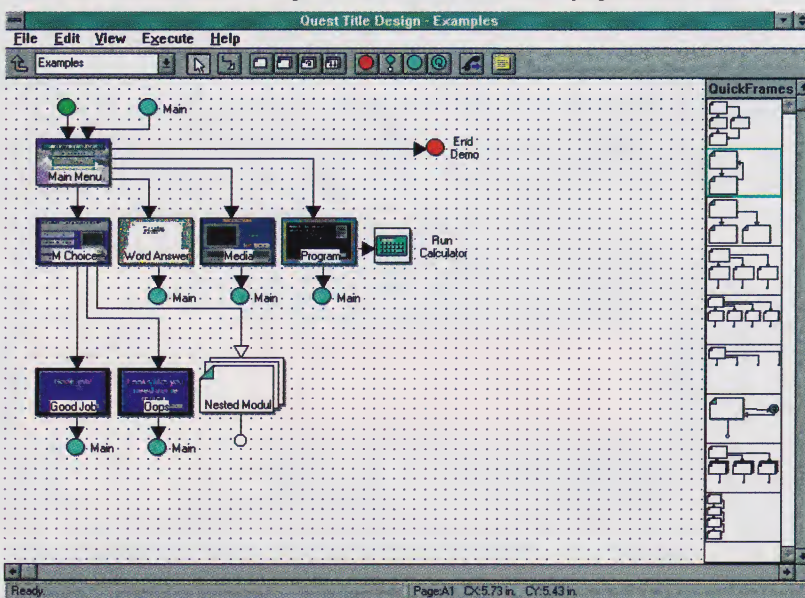 Quest Title Design - Examples
File Edit View Execute Help
Examples
QuickFrames
Main
End Demo
Main Menu
M Choice
Word Answer
Media
Program
Run Calculator
Main
Main
Main
Good Job
Oops
Nested Modul
Main
Main
Ready
Page:A1 CX:5.73 in. CY:5.43 in.